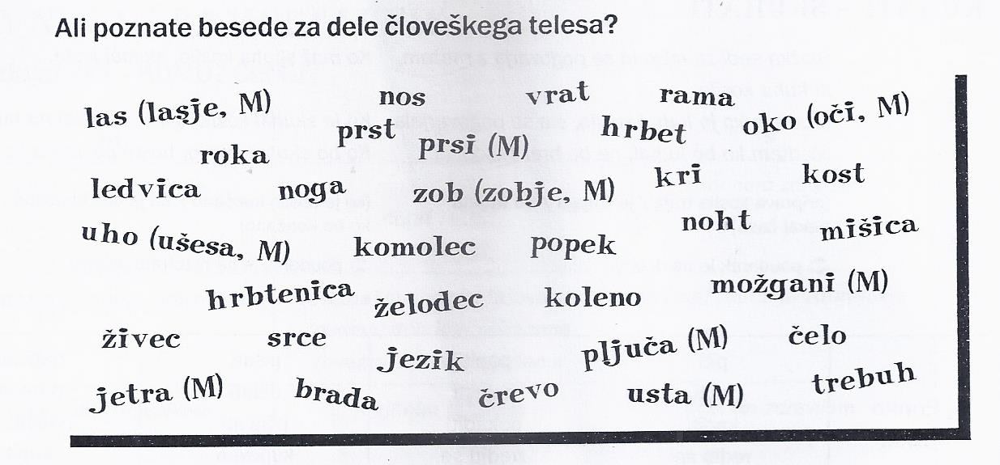 Ali poznate besede za dele človeškega telesa?
las (lasje, M) nos vrat rama
prst prsi (M) hrbet oko (oči, M)
roka
ledvica noga zob (zobje, M) kri kost
uho (ušesa, M) komolec popek noht mišica
hrbtenica želodec koleno možgani (M)
živec srce jezik pljuča (M) čelo
jetra (M) brada črevo usta (M) trebuh